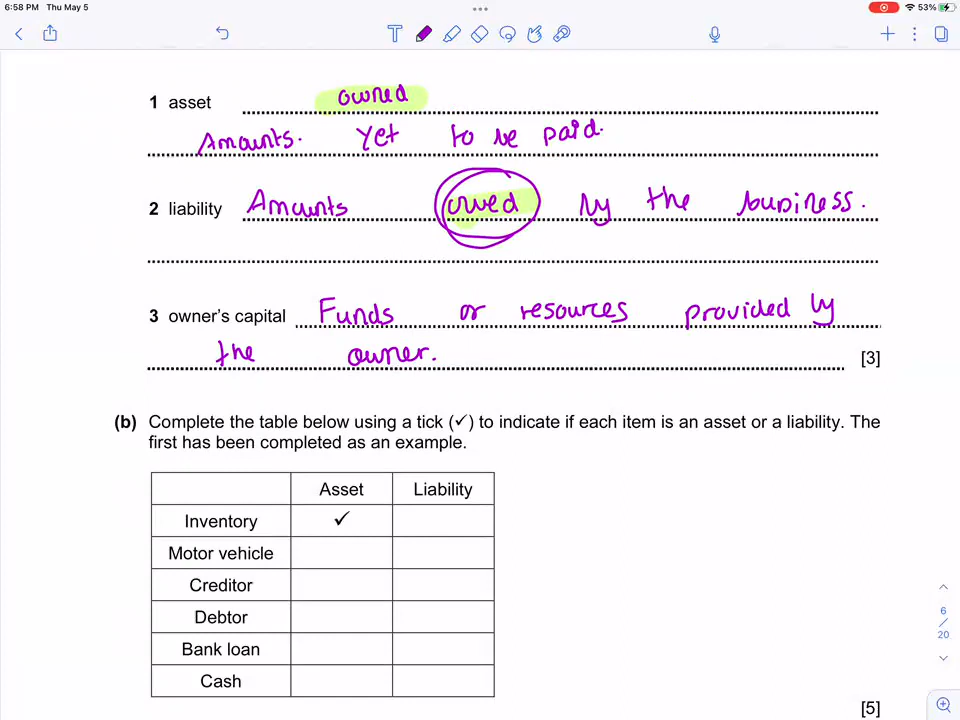 6:58 PM Thu May 5
53%
1 asset owned
Amounts. Yet to be paid.
2 liability Amounts owed by the business.
3 owner's capital Funds or resources provided by
the owner. [3]
(b) Complete the table below using a tick (✓) to indicate if each item is an asset or a liability. The
first has been completed as an example.
Asset Liability
Inventory ✓
Motor vehicle
Creditor
Debtor
Bank loan
Cash
[5]
6
/
20